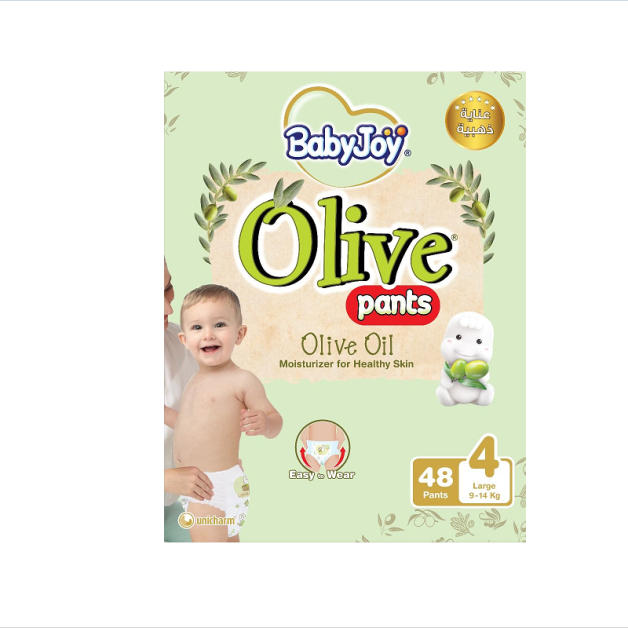 BabyJoy®
عناية
ذهبية
Olive®
pants
Olive Oil
Moisturizer for Healthy Skin
Easy to Wear
48
Pants
4
Large
9-14 Kg
unicharm